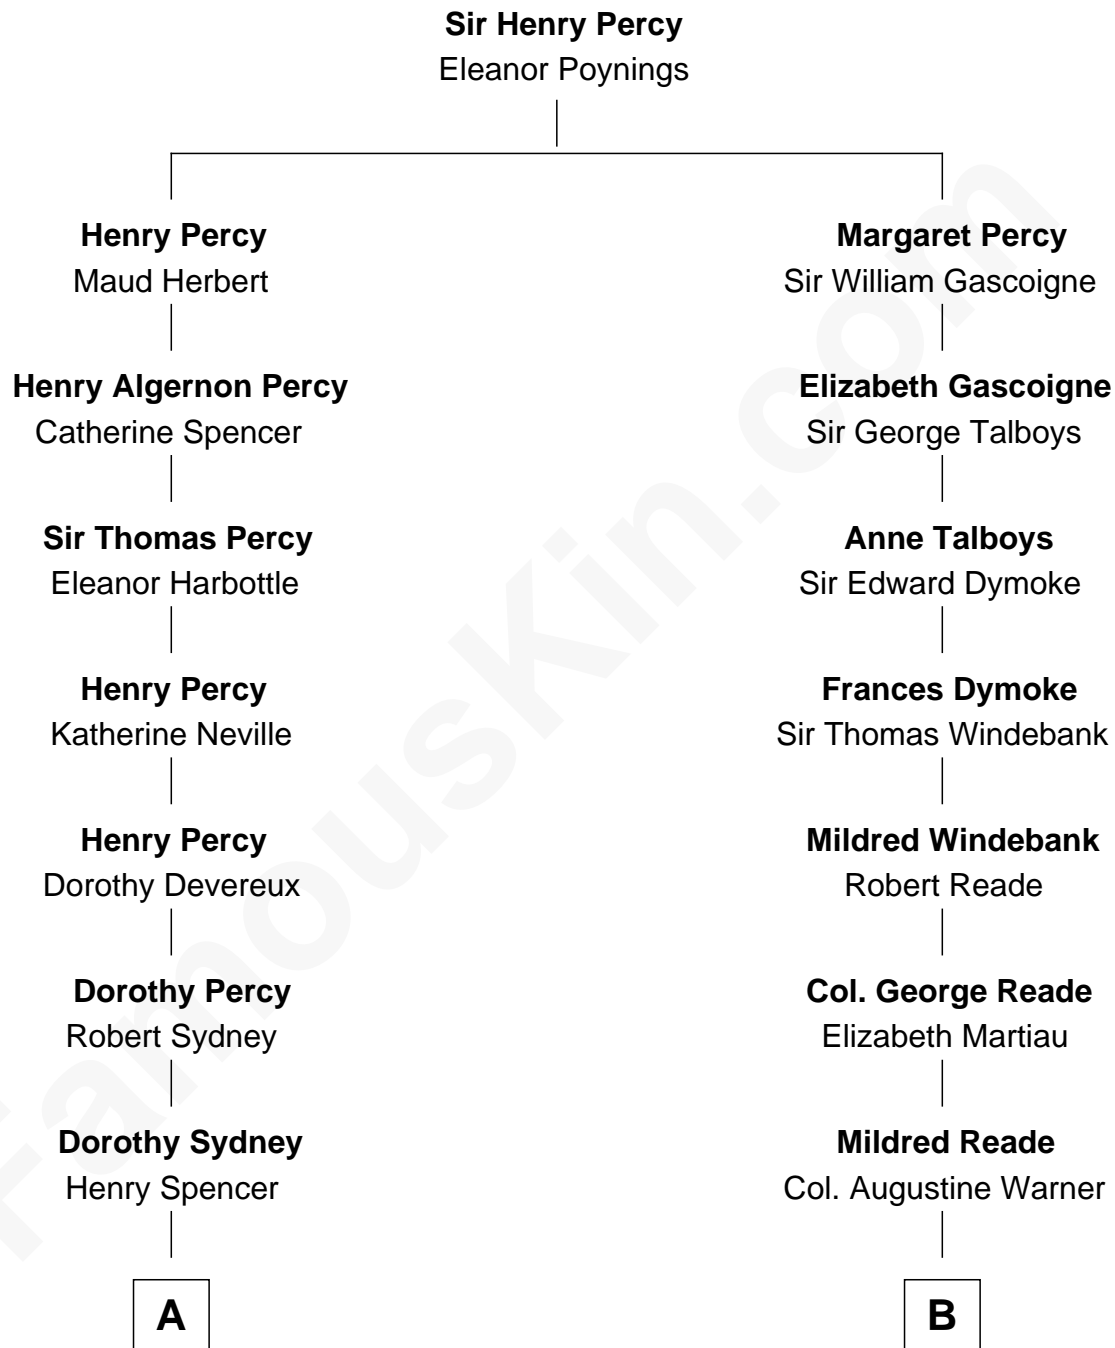 Sir Henry Percy
Eleanor Poynings
Henry Percy
Maud Herbert
Henry Algernon Percy
Catherine Spencer
Sir Thomas Percy
Eleanor Harbottle
Henry Percy
Katherine Neville
Henry Percy
Dorothy Devereux
Dorothy Percy
Robert Sydney
Dorothy Sydney
Henry Spencer
A
Margaret Percy
Sir William Gascoigne
Elizabeth Gascoigne
Sir George Talboys
Anne Talboys
Sir Edward Dymoke
Frances Dymoke
Sir Thomas Windebank
Mildred Windebank
Robert Reade
Col. George Reade
Elizabeth Martiau
Mildred Reade
Col. Augustine Warner
B
FamousKin.com